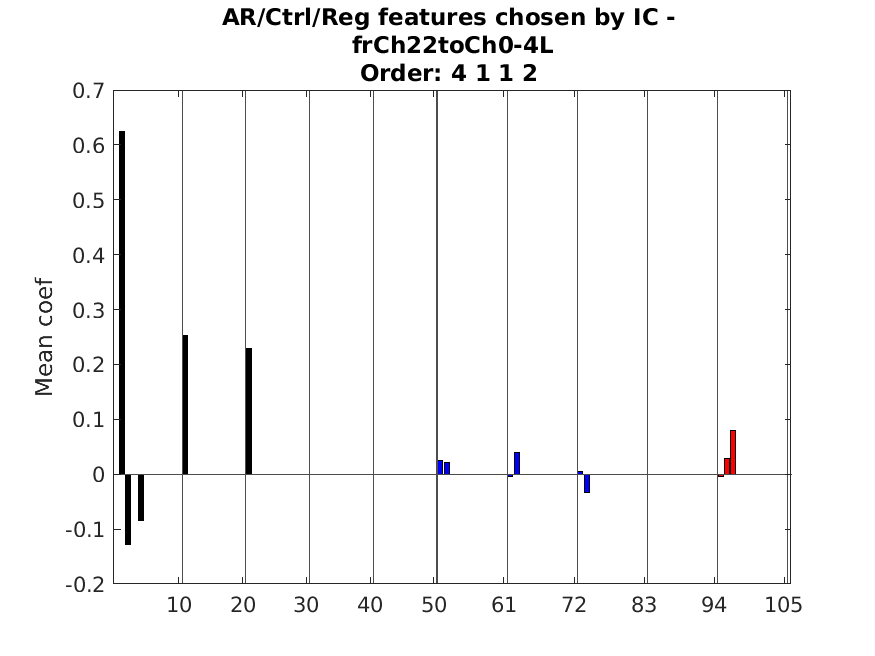 AR/Ctrl/Reg features chosen by IC -
frCh22toCh0-4L
Order: 4 1 1 2
0.7
0.6
0.5
0.4
0.3
0.2
0.1
0
-0.1
-0.2
Mean coef
10 20 30 40 50 61 72 83 94 105